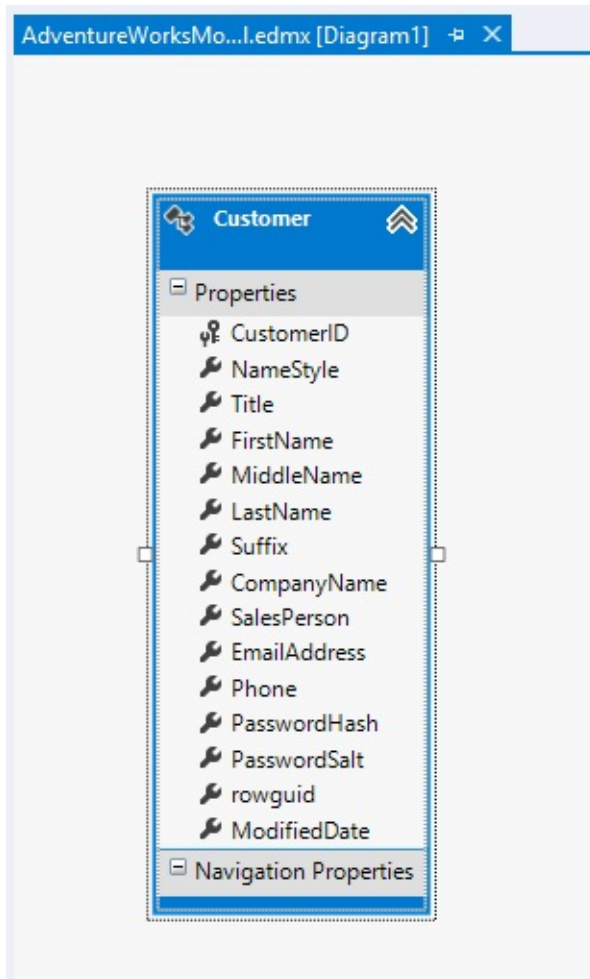 AdventureWorksMo...l.edmx [Diagram1]
Customer
Properties
CustomerID
NameStyle
Title
FirstName
MiddleName
LastName
Suffix
CompanyName
SalesPerson
EmailAddress
Phone
PasswordHash
PasswordSalt
rowguid
ModifiedDate
Navigation Properties